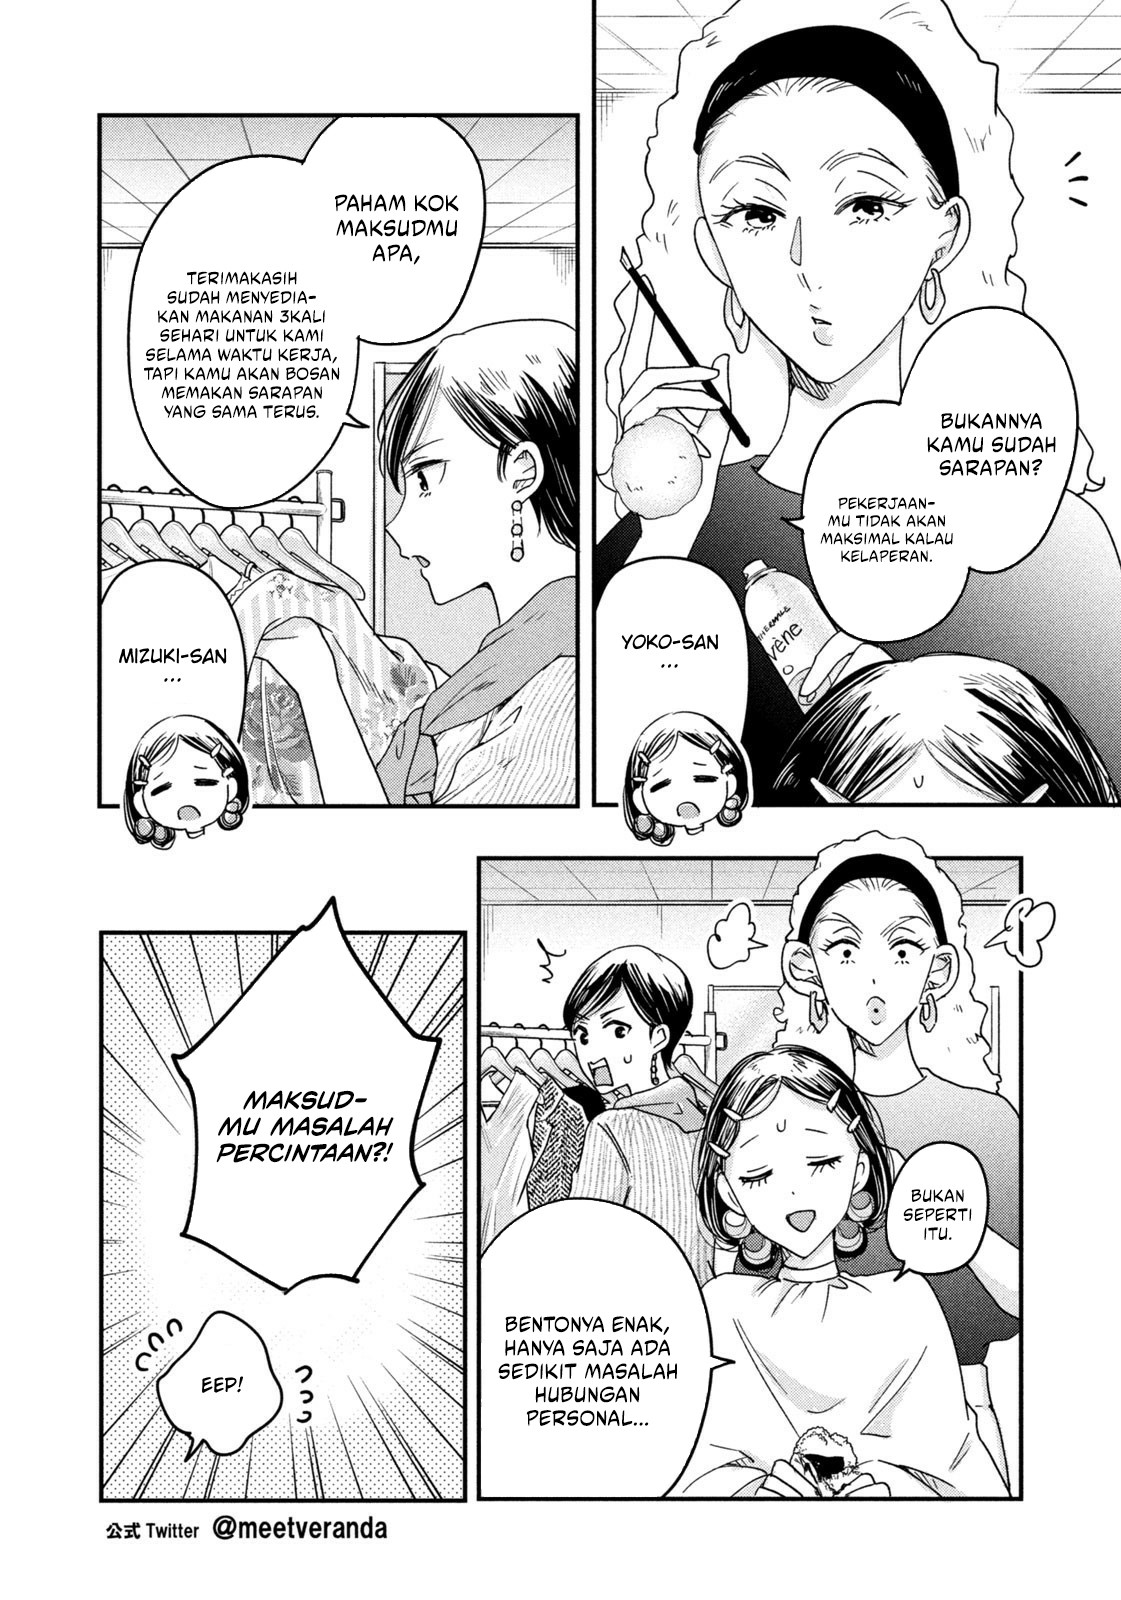 BUKANNYA
KAMU SUDAH
SARAPAN?
PEKERJAAN-
MU TIDAK AKAN
MAKSIMAL KALAU
KELAPERAN.
YOKO-SAN
...
THERMALE
vène
PAHAM KOK
MAKSUDMU
APA,
TERIMAKASIH
SUDAH MENYEDIA-
KAN MAKANAN 3KALI
SEHARI UNTUK KAMI
SELAMA WAKTU KERJA,
TAPI KAMU AKAN BOSAN
MEMAKAN SARAPAN
YANG SAMA TERUS.
MIZUKI-SAN
...
BUKAN
SEPERTI
ITU.
BENTONYA ENAK,
HANYA SAJA ADA
SEDIKIT MASALAH
HUBUNGAN
PERSONAL...
MAKSUD-
MU MASALAH
PERCINTAAN?!
EEP!
公式 Twitter @meetveranda